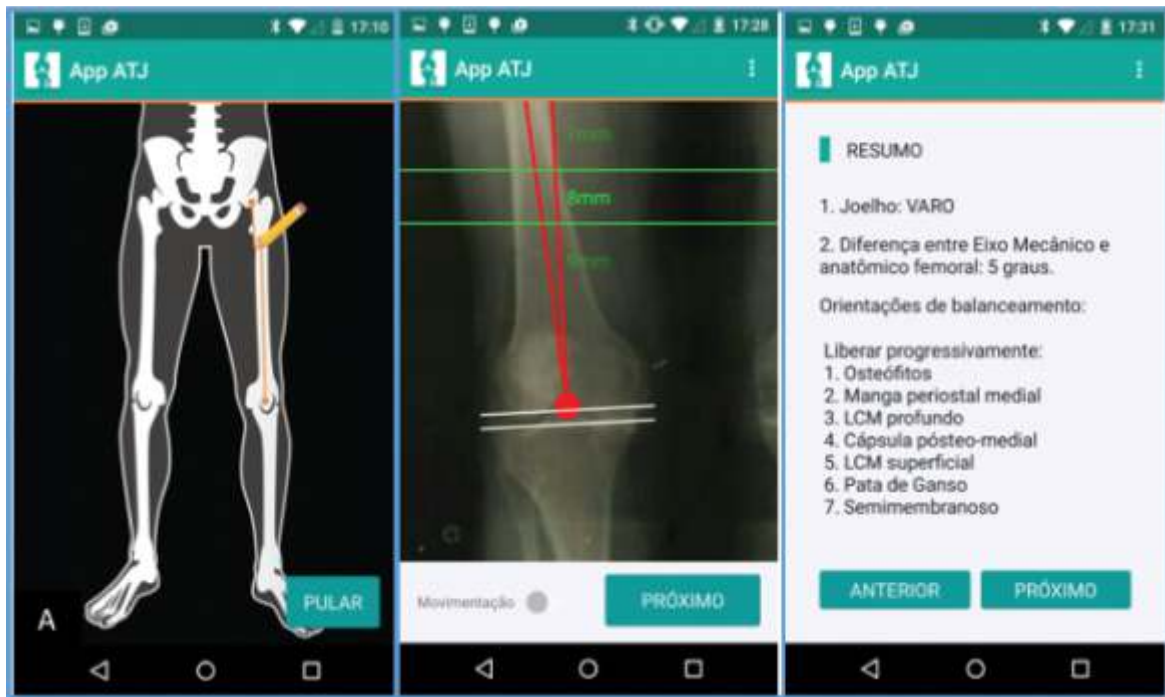 17:10
App ATJ
A
PULAR
17:28
App ATJ
8mm
Movimentação
PRÓXIMO
17:31
App ATJ
RESUMO
1. Joelho: VARO
2. Diferença entre Eixo Mecânico e
anatômico femoral: 5 graus.
Orientações de balanceamento:
Liberar progressivamente:
1. Osteófitos
2. Manga periostal medial
3. LCM profundo
4. Cápsula pósteo-medial
5. LCM superficial
6. Pata de Ganso
7. Semimembranoso
ANTERIOR
PRÓXIMO